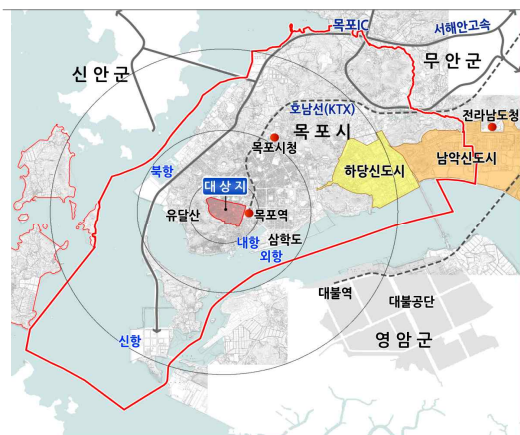 목포IC
서해안고속
신안군
무안군
호남선(KTX)
전라남도청
목포시
목포시청
남악신도시
하당신도시
북항
대상지
유달산
목포역
내항
삼학도
외항
대불역
대불공단
신항
영암군